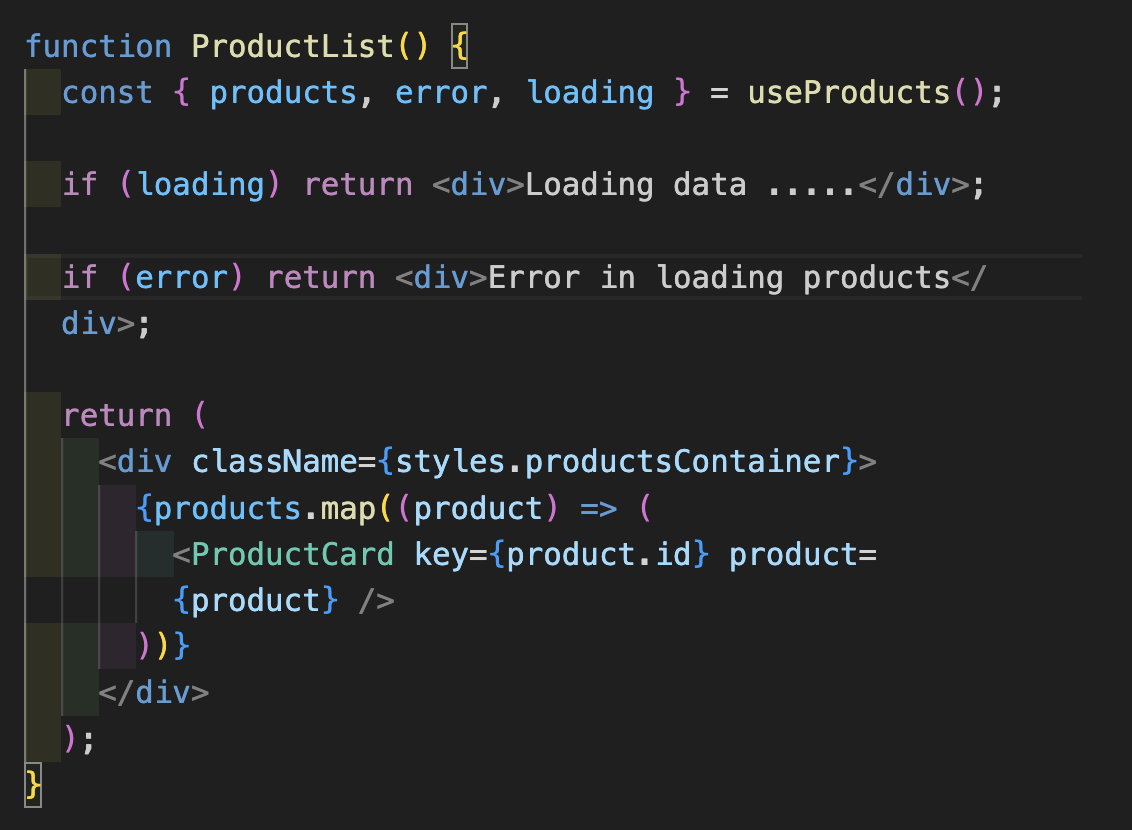 function ProductList() {
  const { products, error, loading } = useProducts();

  if (loading) return <div>Loading data .....</div>;

  if (error) return <div>Error in loading products</
  div>;

  return (
    <div className={styles.productsContainer}>
      {products.map((product) => (
        <ProductCard key={product.id} product=
        {product} />
      ))}
    </div>
  );
}